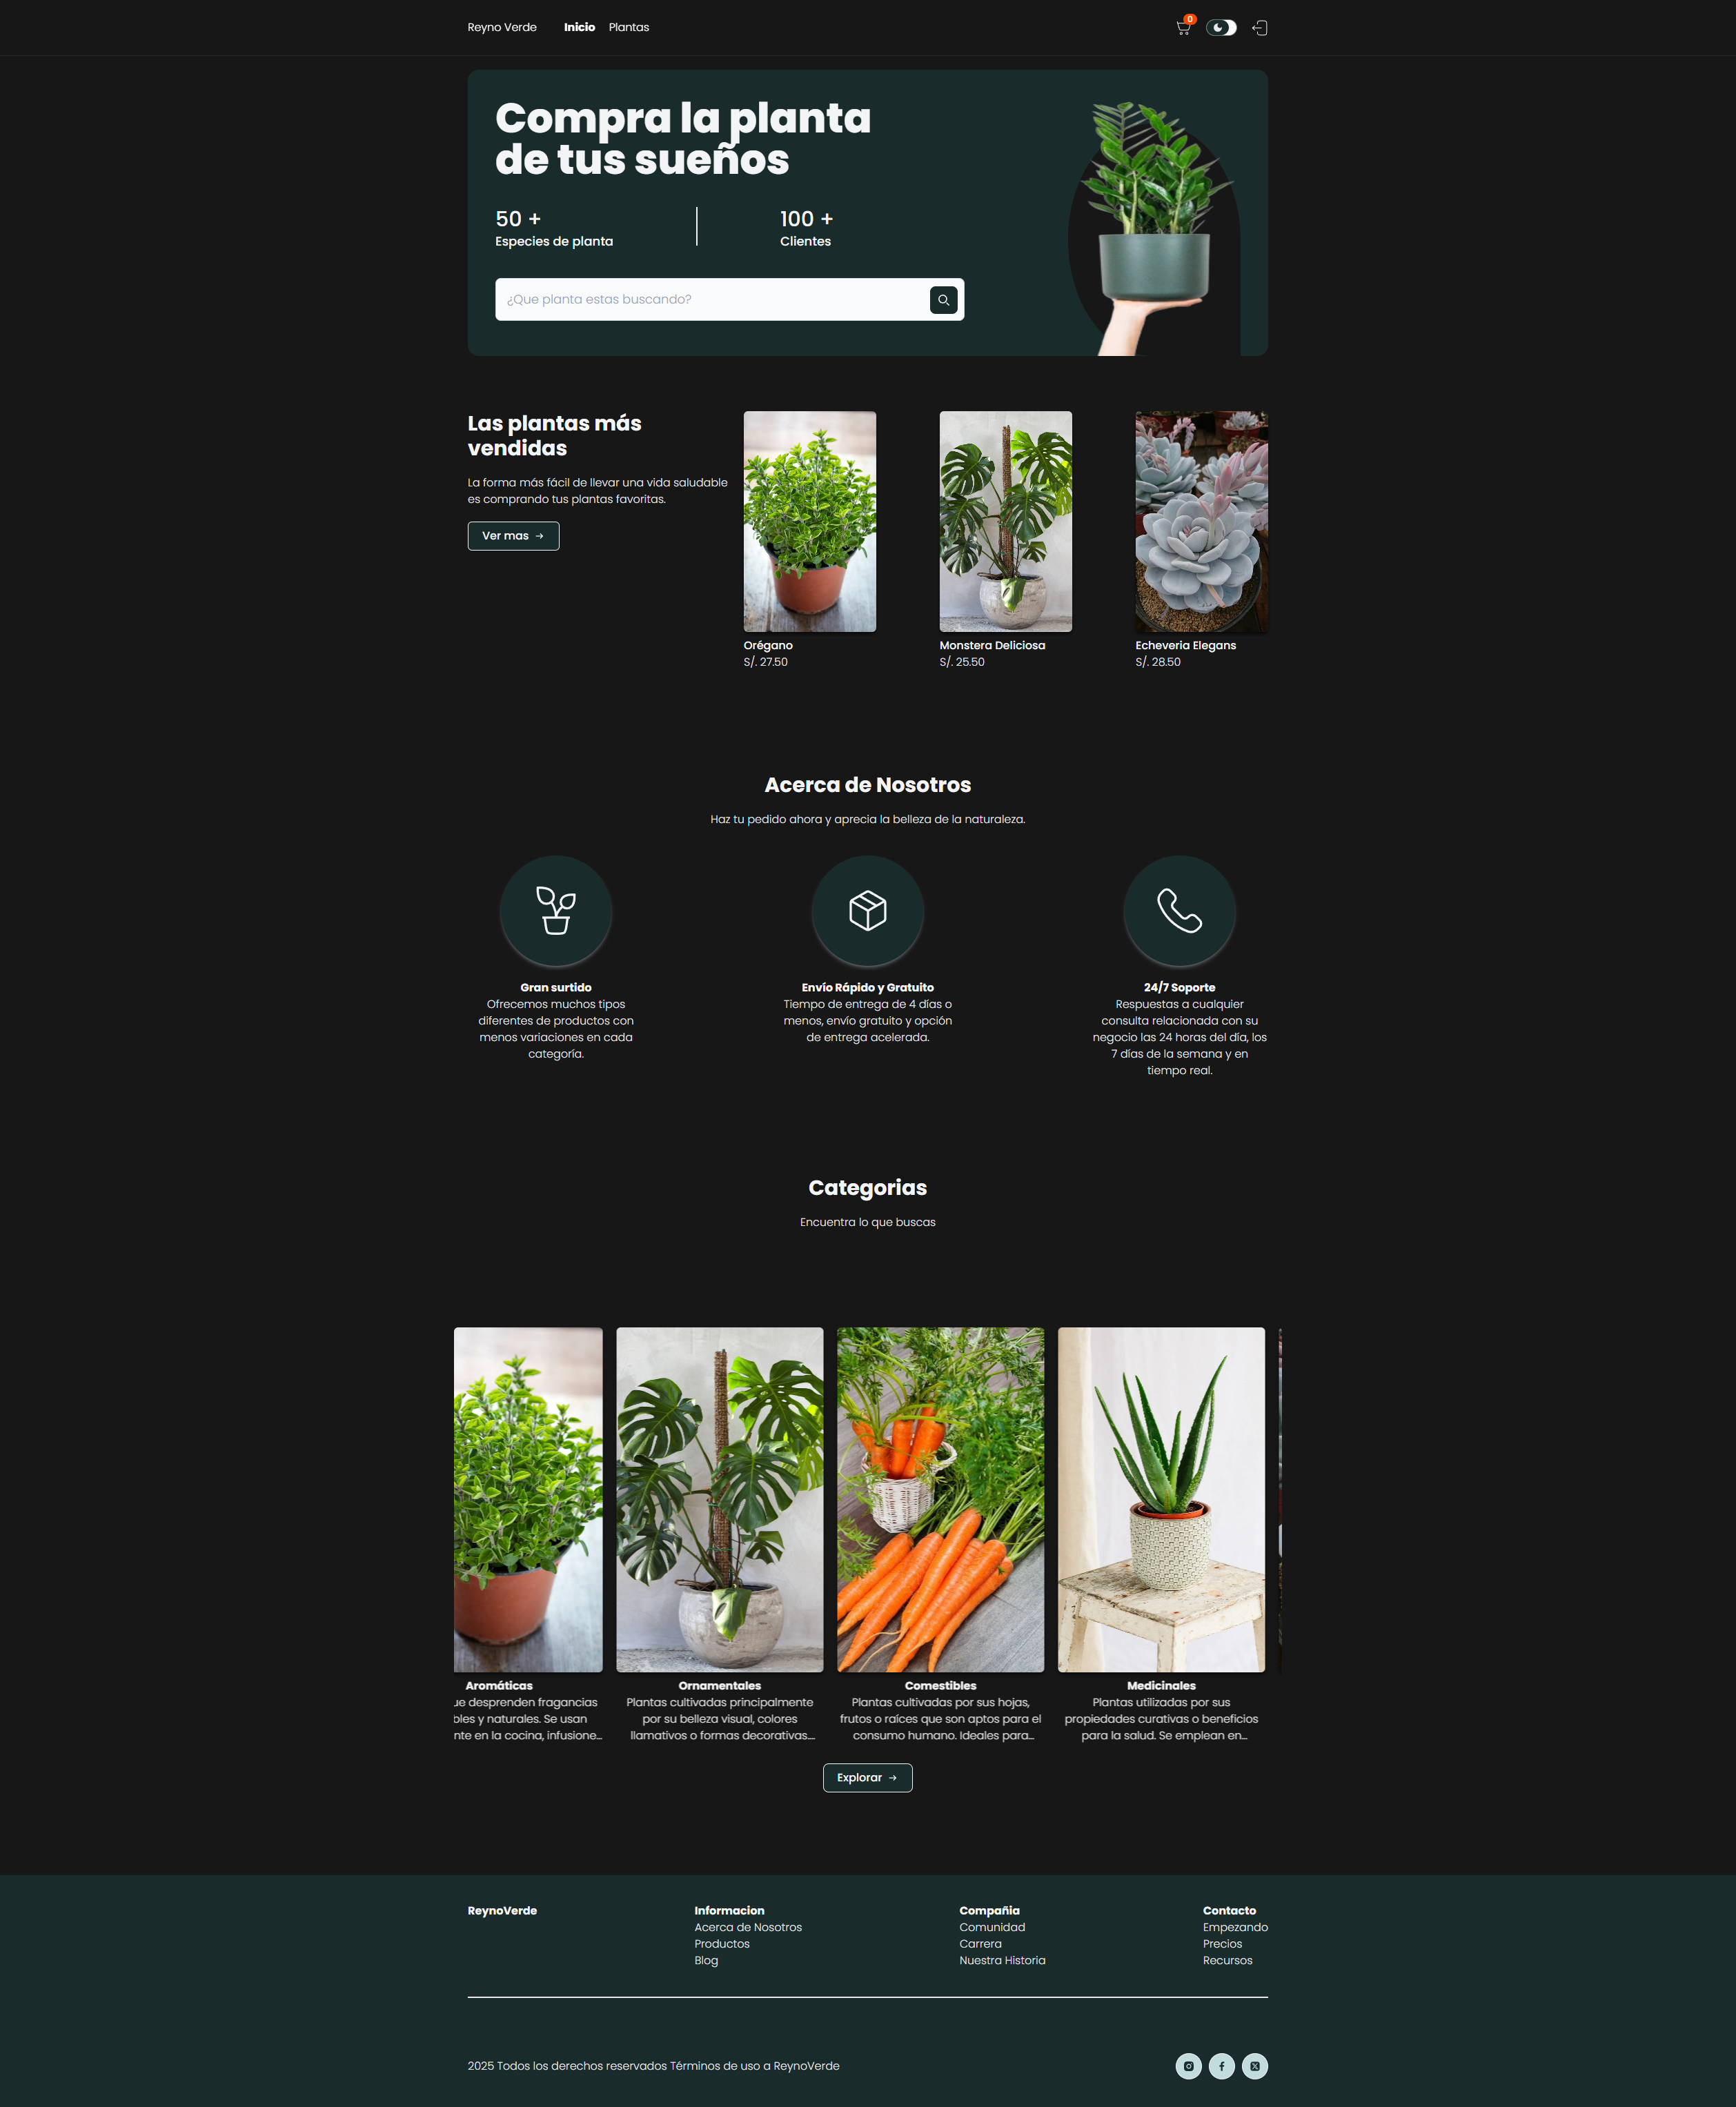 Reyno Verde
Inicio
Plantas
0
Compra la planta
de tus sueños
50 +
Especies de planta
100 +
Clientes
¿Que planta estas buscando?
Las plantas más
vendidas
La forma más fácil de llevar una vida saludable
es comprando tus plantas favoritas.
Ver mas
Orégano
S/. 27.50
Monstera Deliciosa
S/. 25.50
Echeveria Elegans
S/. 28.50
Acerca de Nosotros
Haz tu pedido ahora y aprecia la belleza de la naturaleza.
Gran surtido
Ofrecemos muchos tipos
diferentes de productos con
menos variaciones en cada
categoría.
Envío Rápido y Gratuito
Tiempo de entrega de 4 días o
menos, envío gratuito y opción
de entrega acelerada.
24/7 Soporte
Respuestas a cualquier
consulta relacionada con su
negocio las 24 horas del día, los
7 días de la semana y en
tiempo real.
Categorias
Encuentra lo que buscas
Aromáticas
ue desprenden fragancias
bles y naturales. Se usan
nte en la cocina, infusione...
Ornamentales
Plantas cultivadas principalmente
por su belleza visual, colores
llamativos o formas decorativas....
Comestibles
Plantas cultivadas por sus hojas,
frutos o raíces que son aptos para el
consumo humano. Ideales para...
Medicinales
Plantas utilizadas por sus
propiedades curativas o beneficios
para la salud. Se emplean en...
Explorar
ReynoVerde
Informacion
Acerca de Nosotros
Productos
Blog
Compañia
Comunidad
Carrera
Nuestra Historia
Contacto
Empezando
Precios
Recursos
2025 Todos los derechos reservados Términos de uso a ReynoVerde